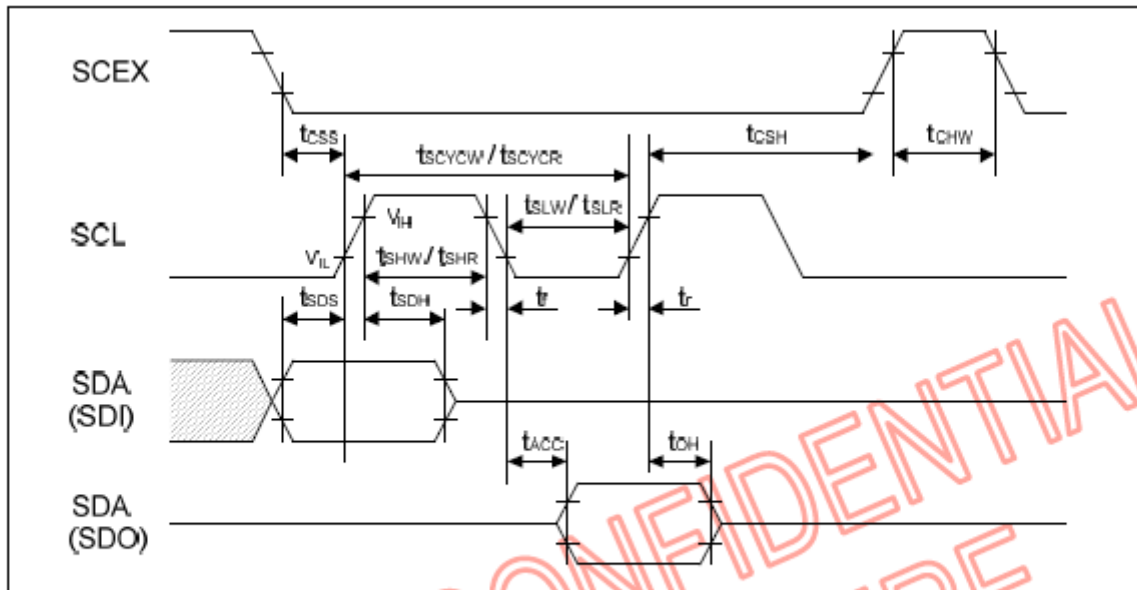 SCEX
tCSS
tSCYCW / tSCYCR
tCSH
tCHW
SCL
VIH
VIL
tSLW / tSLR
tSHW / tSHR
tSDS
tSDH
tf
tr
SDA
(SDI)
tACC
tOH
SDA
(SDO)
CONFIDENTIAL